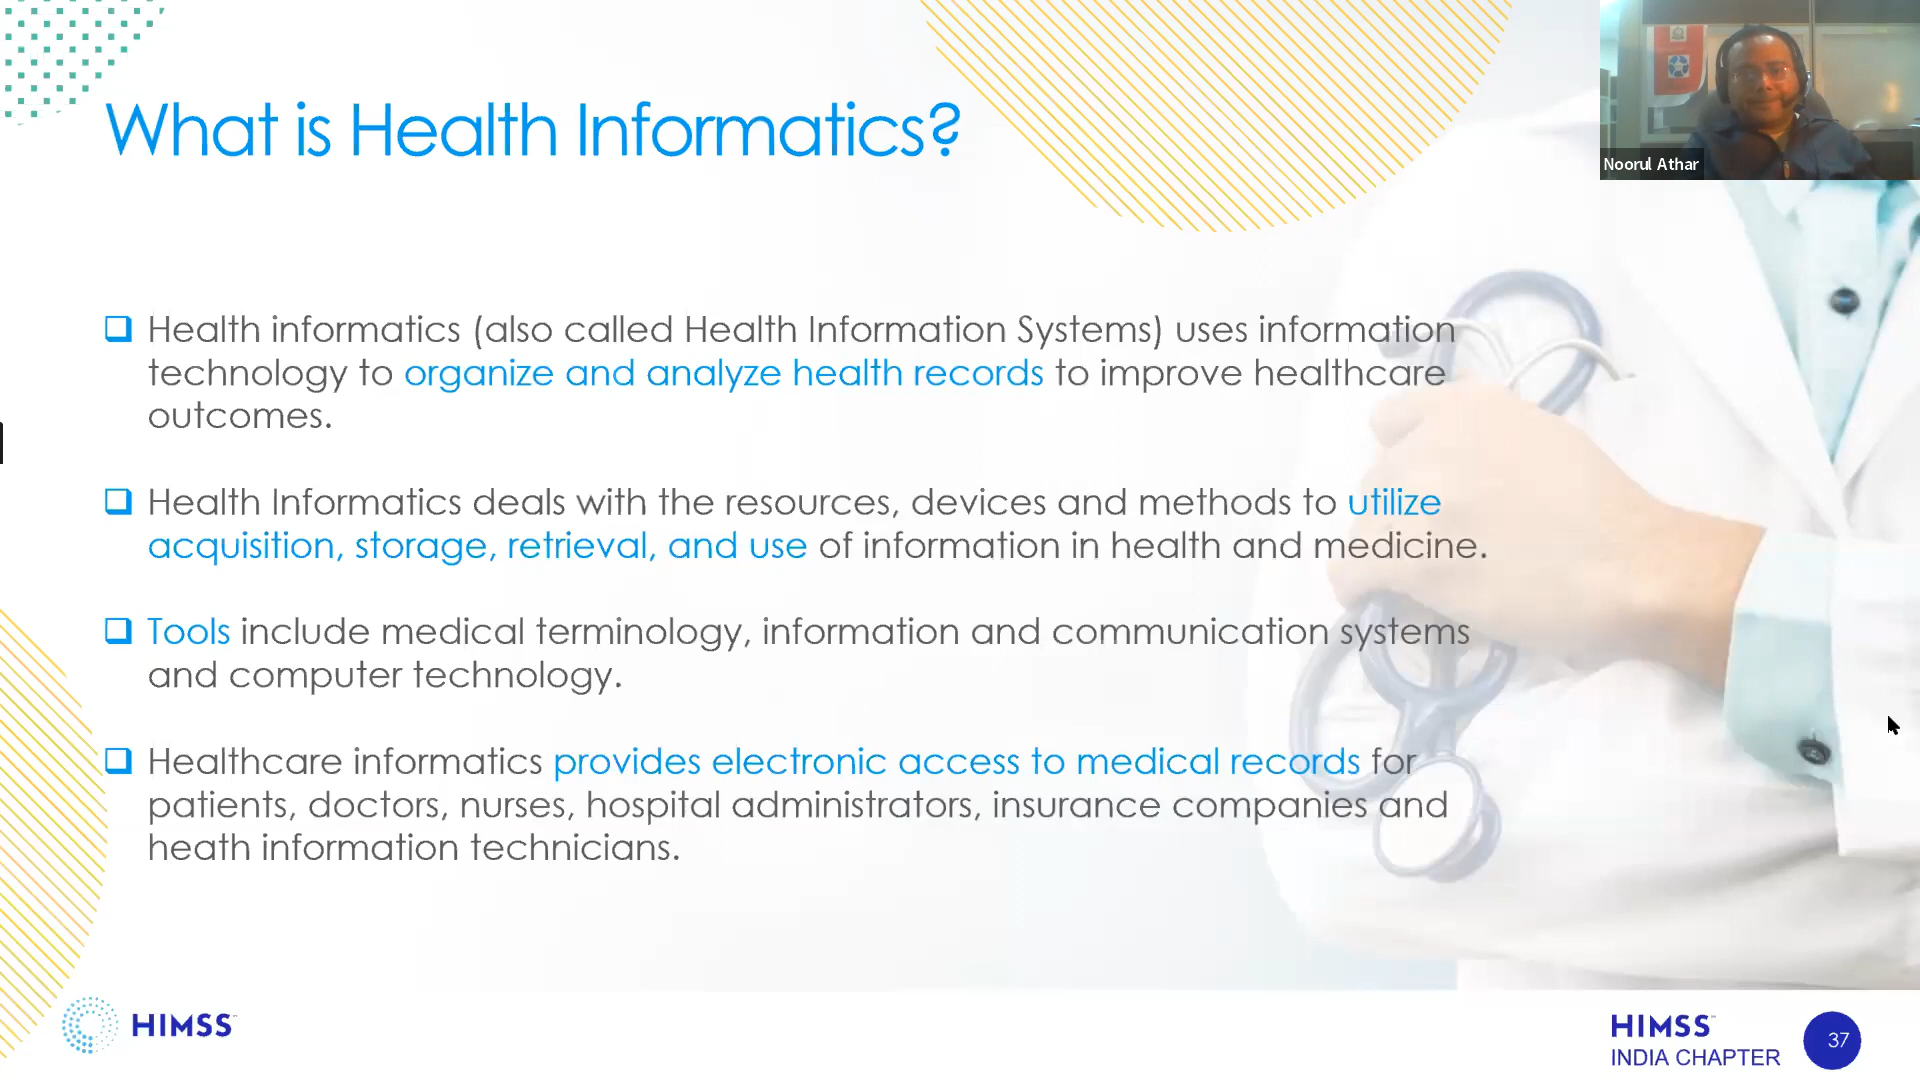 What is Health Informatics?
Noorul Athar
Health informatics (also called Health Information Systems) uses information
technology to organize and analyze health records to improve healthcare
outcomes.
Health Informatics deals with the resources, devices and methods to utilize
acquisition, storage, retrieval, and use of information in health and medicine.
Tools include medical terminology, information and communication systems
and computer technology.
Healthcare informatics provides electronic access to medical records for
patients, doctors, nurses, hospital administrators, insurance companies and
heath information technicians.
HIMSS
HIMSS
INDIA CHAPTER
37